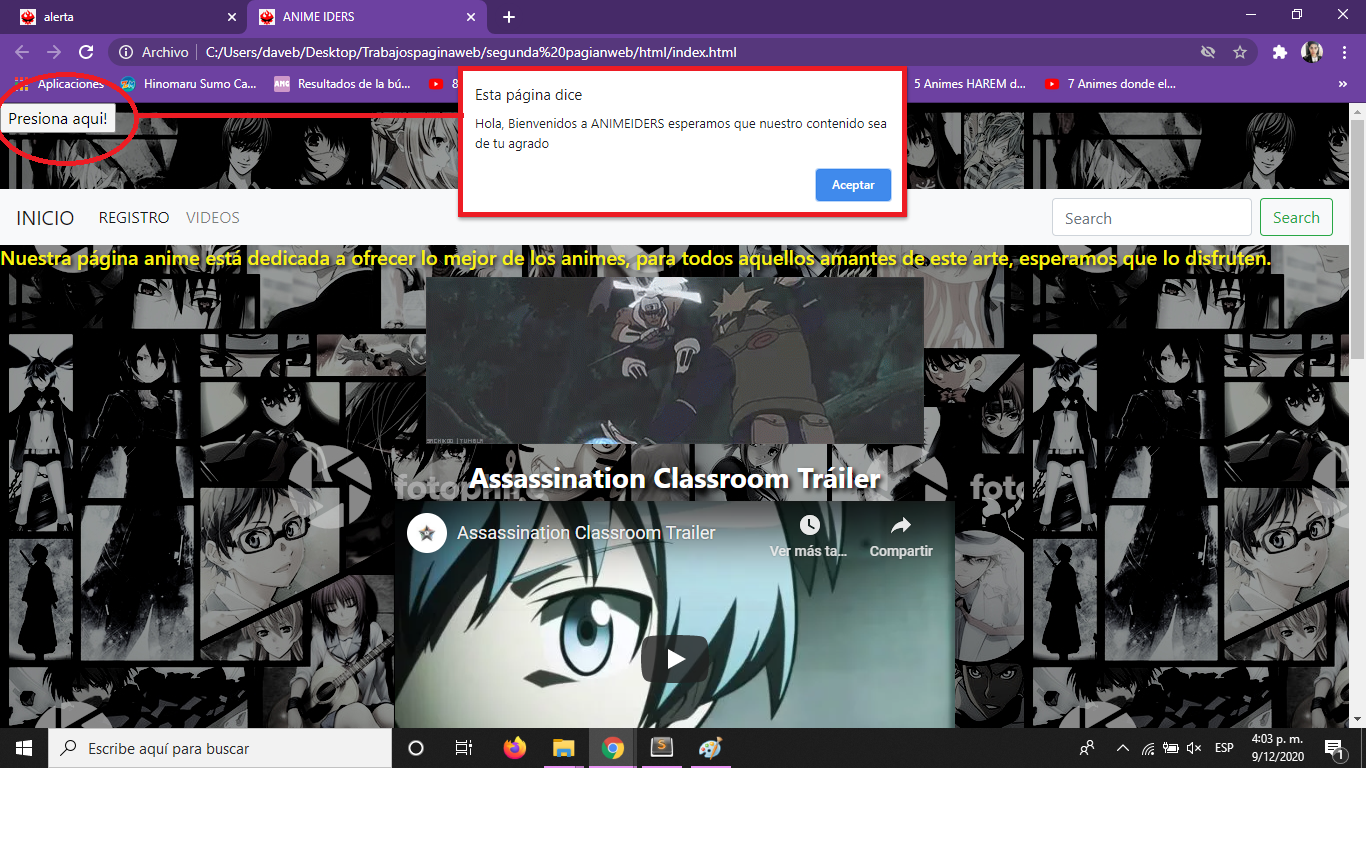 alerta
ANIME IDERS
Archivo
C:/Users/daveb/Desktop/Trabajospaginaweb/segunda%20pagianweb/html/index.html
Aplicaciones
Hinomaru Sumo Ca...
AMC
Resultados de la bú...
8
5 Animes HAREM d...
7 Animes donde el...
Presiona aqui!
Esta página dice
Hola, Bienvenidos a ANIMEIDERS esperamos que nuestro contenido sea
de tu agrado
Aceptar
INICIO
REGISTRO
VIDEOS
Search
Search
Nuestra página anime está dedicada a ofrecer lo mejor de los animes, para todos aquellos amantes de este arte, esperamos que lo disfruten.
Assassination Classroom Tráiler
Assassination Classroom Trailer
Ver más ta...
Compartir
Escribe aquí para buscar
ESP
4:03 p. m.
9/12/2020
1